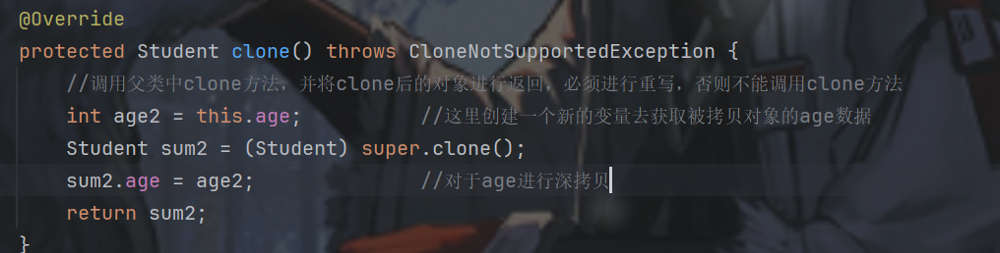 @Override
protected Student clone() throws CloneNotSupportedException {
//调用父类中clone方法，并将clone后的对象进行返回，必须进行重写，否则不能调用clone方法
int age2 = this.age; //这里创建一个新的变量去获取被拷贝对象的age数据
Student sum2 = (Student) super.clone();
sum2.age = age2; //对于age进行深拷贝
return sum2;
}